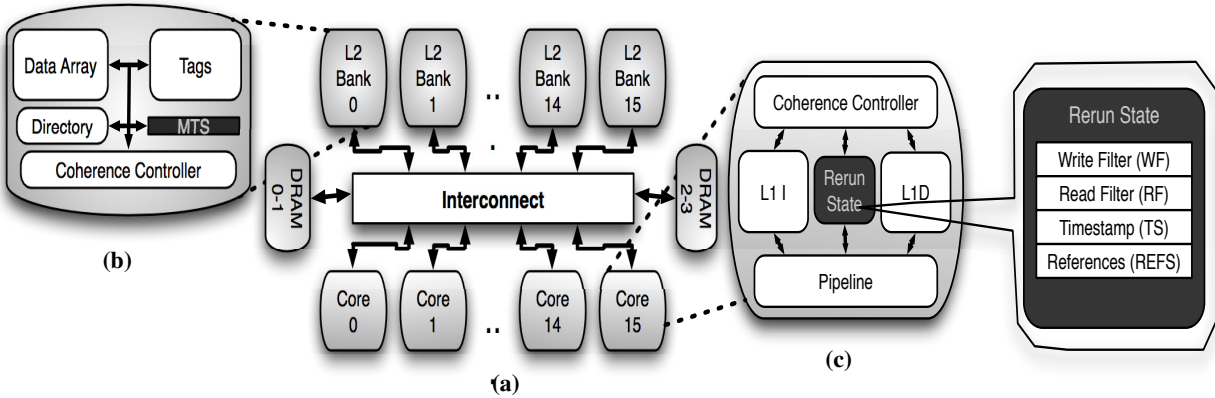 Data Array
Tags
Directory
MTS
Coherence Controller
(b)
L2
Bank
0
L2
Bank
1
..
L2
Bank
14
L2
Bank
15
DRAM
0-1
Interconnect
DRAM
2-3
Core
0
Core
1
..
Core
14
Core
15
(a)
Coherence Controller
L1 I
Rerun
State
L1D
Pipeline
(c)
Rerun State
Write Filter (WF)
Read Filter (RF)
Timestamp (TS)
References (REFS)